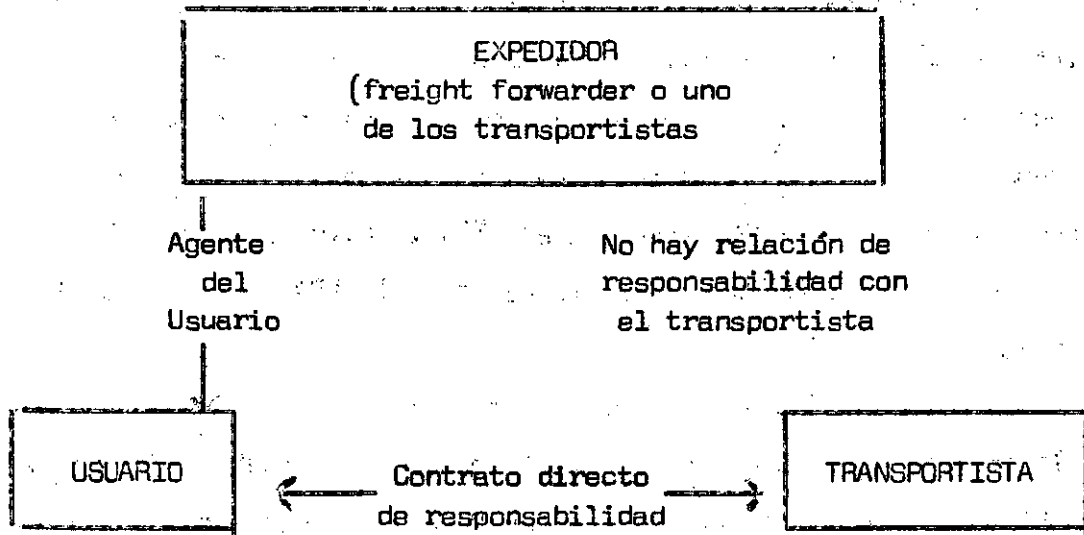 EXPEDIDOR
(freight forwarder o uno
de los transportistas
Agente
del
Usuario
No hay relación de
responsabilidad con
el transportista
USUARIO
Contrato directo
de responsabilidad
TRANSPORTISTA